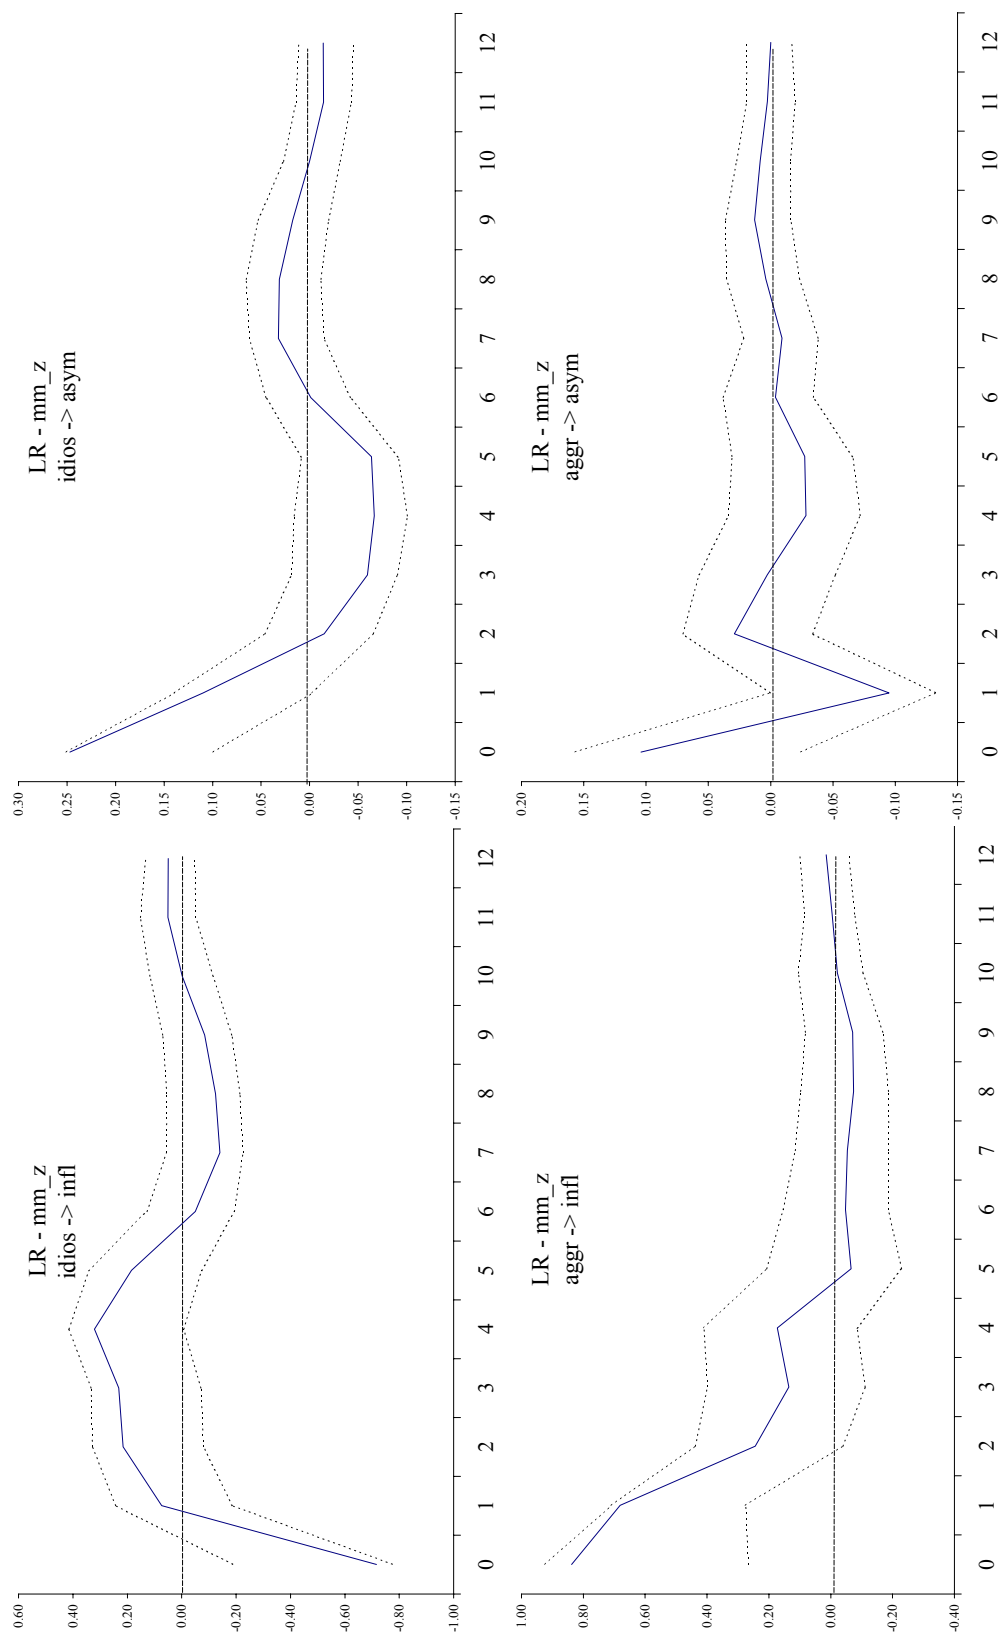 LR - mm_z
idios -> infl
0.60
0.40
0.20
0.00
-0.20
-0.40
-0.60
-0.80
-1.00
0 1 2 3 4 5 6 7 8 9 10 11 12
LR - mm_z
idios -> asym
0.30
0.25
0.20
0.15
0.10
0.05
0.00
-0.05
-0.10
-0.15
0 1 2 3 4 5 6 7 8 9 10 11 12
LR - mm_z
aggr -> infl
1.00
0.80
0.60
0.40
0.20
0.00
-0.20
-0.40
0 1 2 3 4 5 6 7 8 9 10 11 12
LR - mm_z
aggr -> asym
0.20
0.15
0.10
0.05
0.00
-0.05
-0.10
-0.15
0 1 2 3 4 5 6 7 8 9 10 11 12